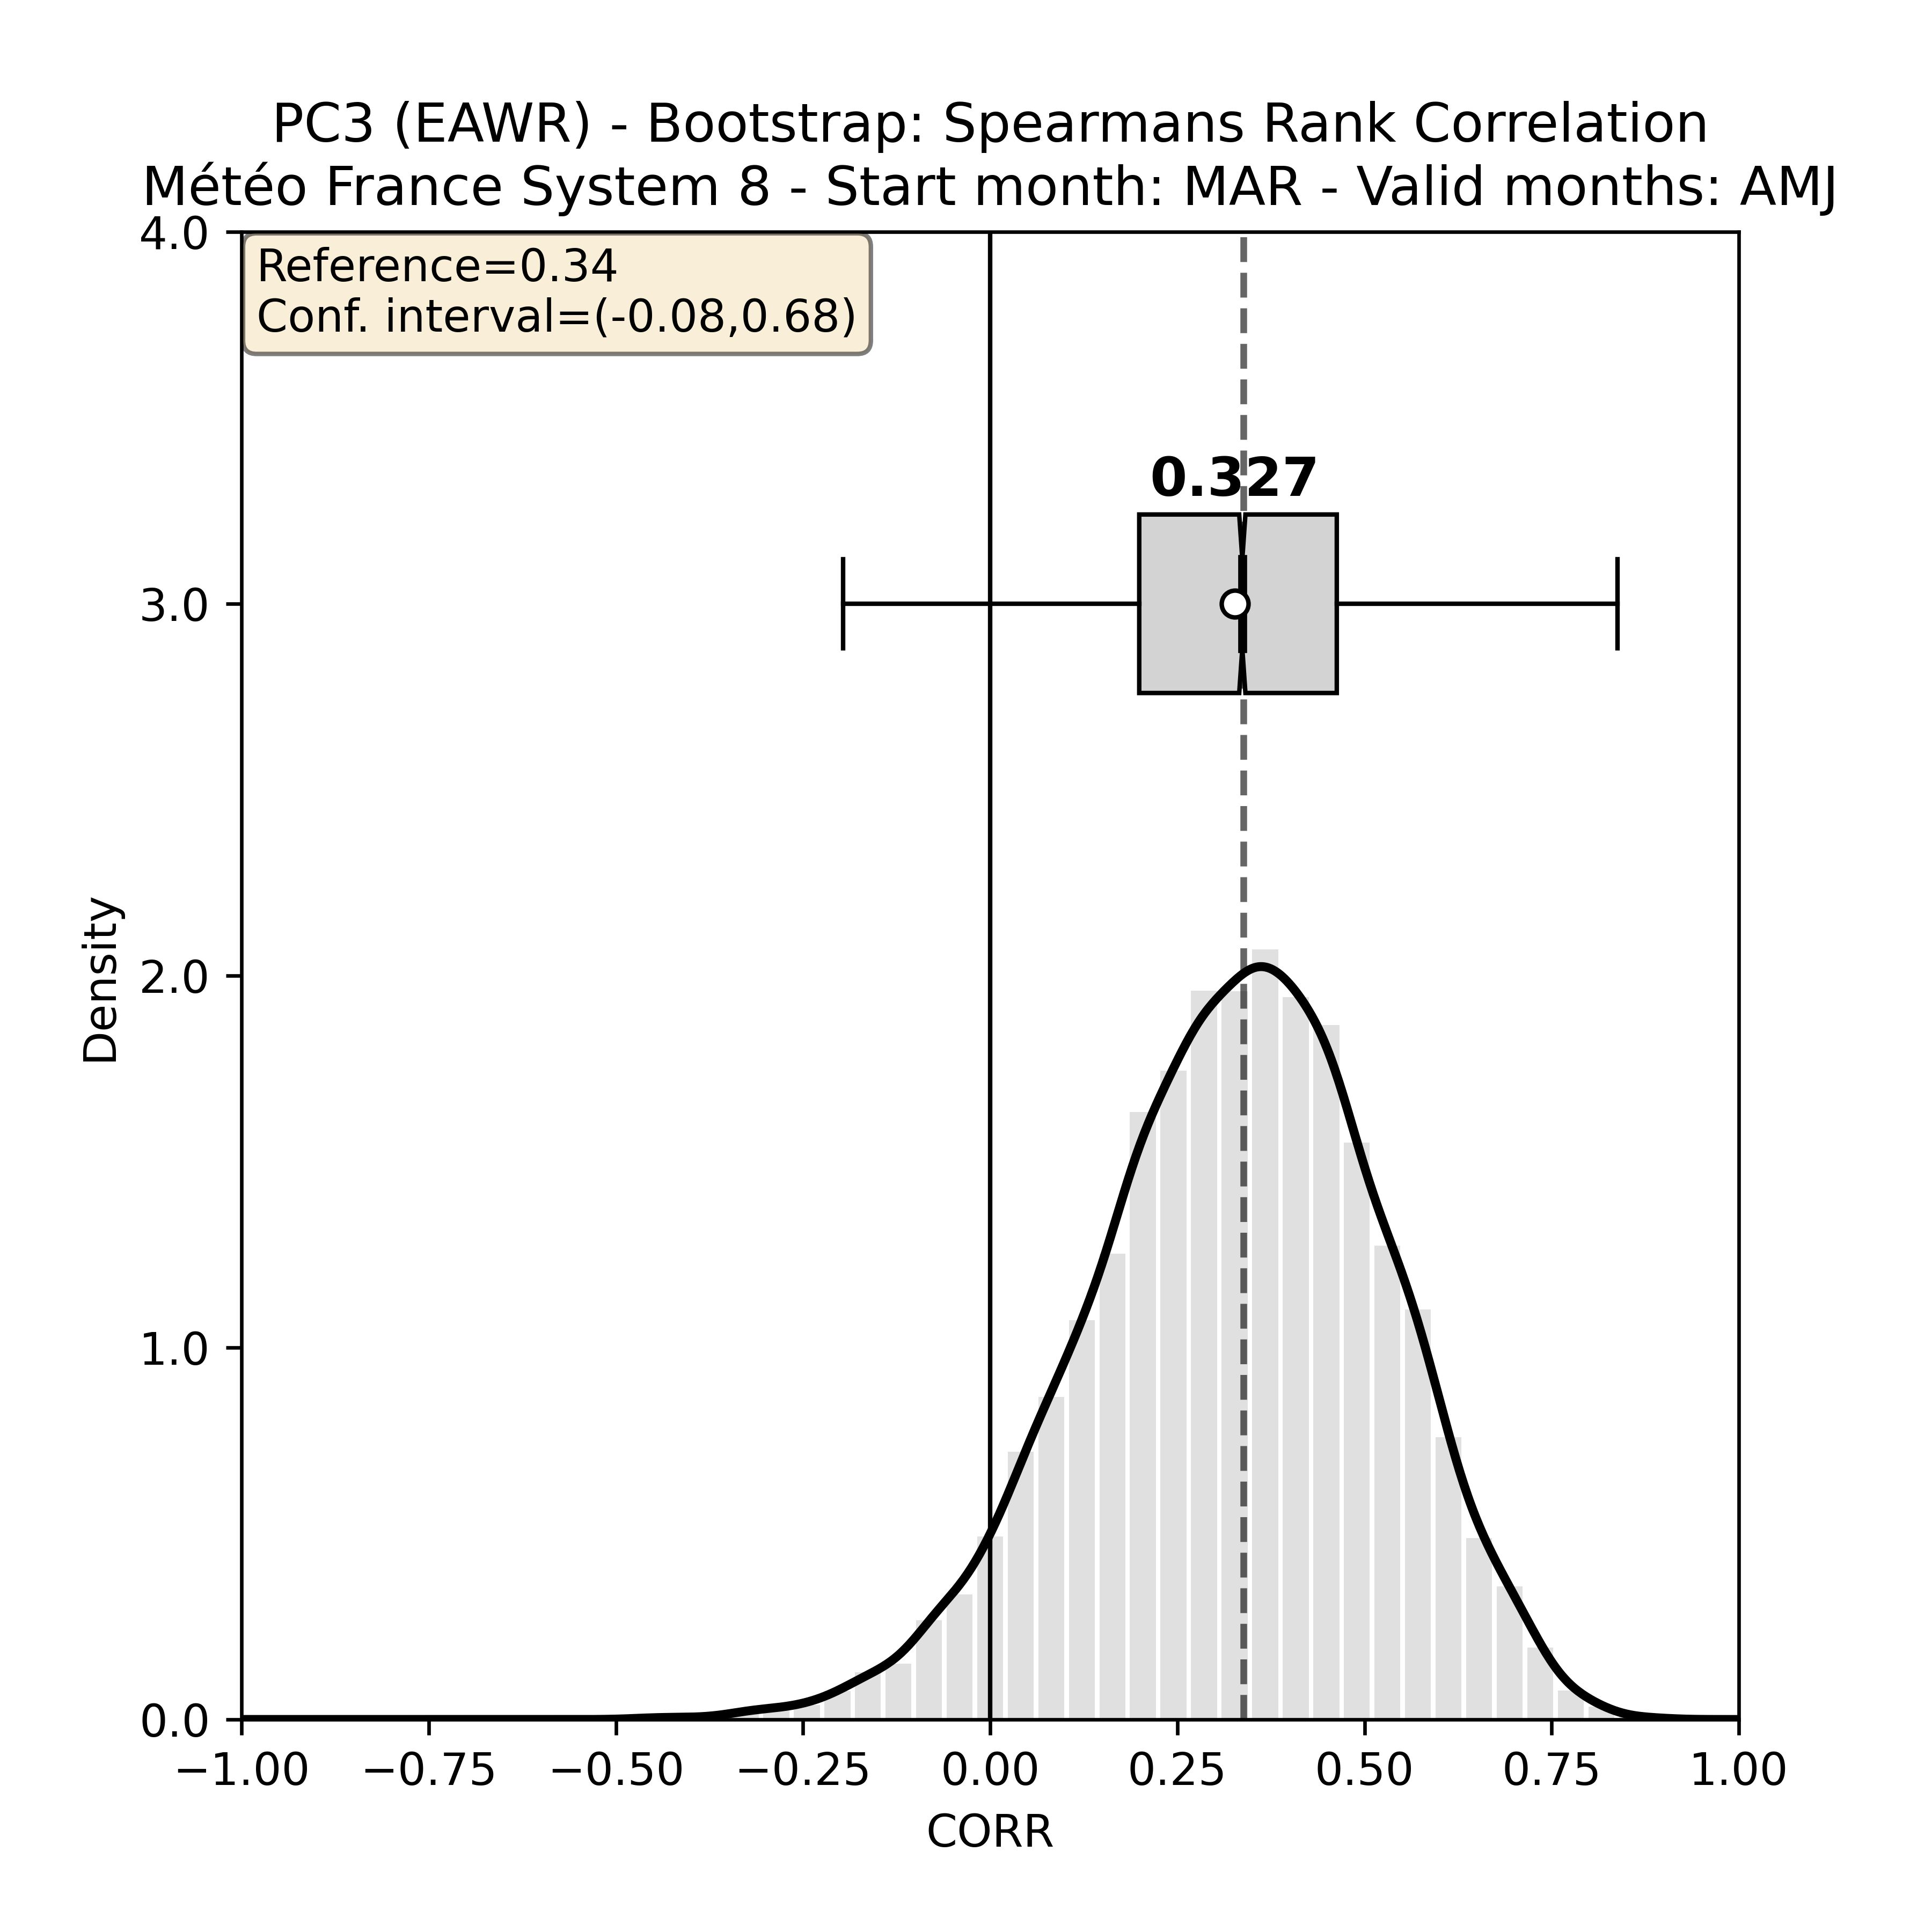 PC3 (EAWR) - Bootstrap: Spearmans Rank Correlation
Météo France System 8 - Start month: MAR - Valid months: AMJ
Reference=0.34
Conf. interval=(-0.08,0.68)
0.327
4.0
3.0
2.0
1.0
0.0
Density
−1.00 −0.75 −0.50 −0.25 0.00 0.25 0.50 0.75 1.00
CORR